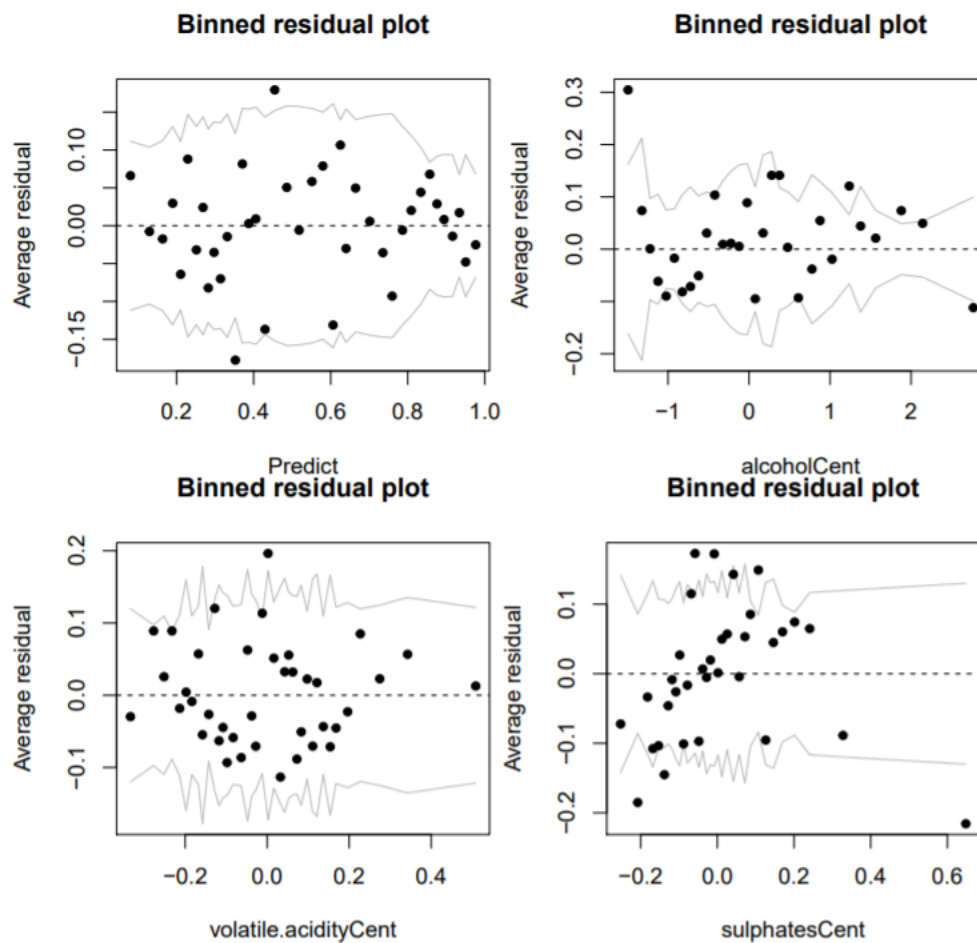 Binned residual plot
Average residual
0.10
0.00
−0.15
0.2 0.4 0.6 0.8 1.0
Predict
Binned residual plot
Average residual
0.3
0.2
0.1
0.0
−0.2
−1 0 1 2
alcoholCent
Binned residual plot
Average residual
0.2
0.1
0.0
−0.1
−0.2 0.0 0.2 0.4
volatile.acidityCent
Binned residual plot
Average residual
0.1
0.0
−0.1
−0.2
−0.2 0.0 0.2 0.4 0.6
sulphatesCent